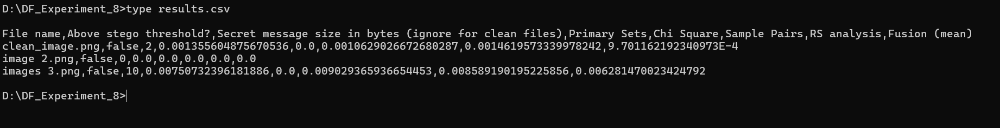 D:\DF_Experiment_8>type results.csv
File name,Above stego threshold?,Secret message size in bytes (ignore for clean files),Primary Sets,Chi Square,Sample Pairs,RS analysis,Fusion (mean)
clean_image.png,false,2,0.001355604875670536,0.0,0.0010629026672680287,0.0014619573339978242,9.701162192340973E-4
image 2.png,false,0,0.0,0.0,0.0,0.0,0.0
images 3.png,false,10,0.00750732396181886,0.0,0.009029365936654453,0.008589190195225856,0.006281470023424792
D:\DF_Experiment_8>